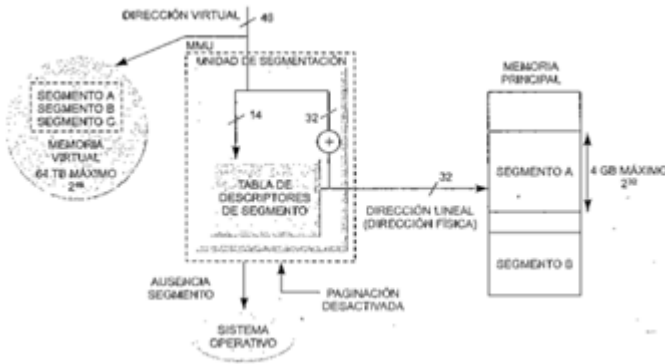 DIRECCIÓN VIRTUAL
48
MMU
UNIDAD DE SEGMENTACIÓN
SEGMENTO A
SEGMENTO B
SEGMENTO C
MEMORIA
VIRTUAL
64 TB MÁXIMO
14
32
+
TABLA DE
DESCRIPTORES
DE SEGMENTO
32
DIRECCIÓN LINEAL
(DIRECCIÓN FÍSICA)
MEMORIA
PRINCIPAL
SEGMENTO A
4 GB MÁXIMO
2³²
SEGMENTO B
AUSENCIA
SEGMENTO
PAGINACIÓN
DESACTIVADA
SISTEMA
OPERATIVO